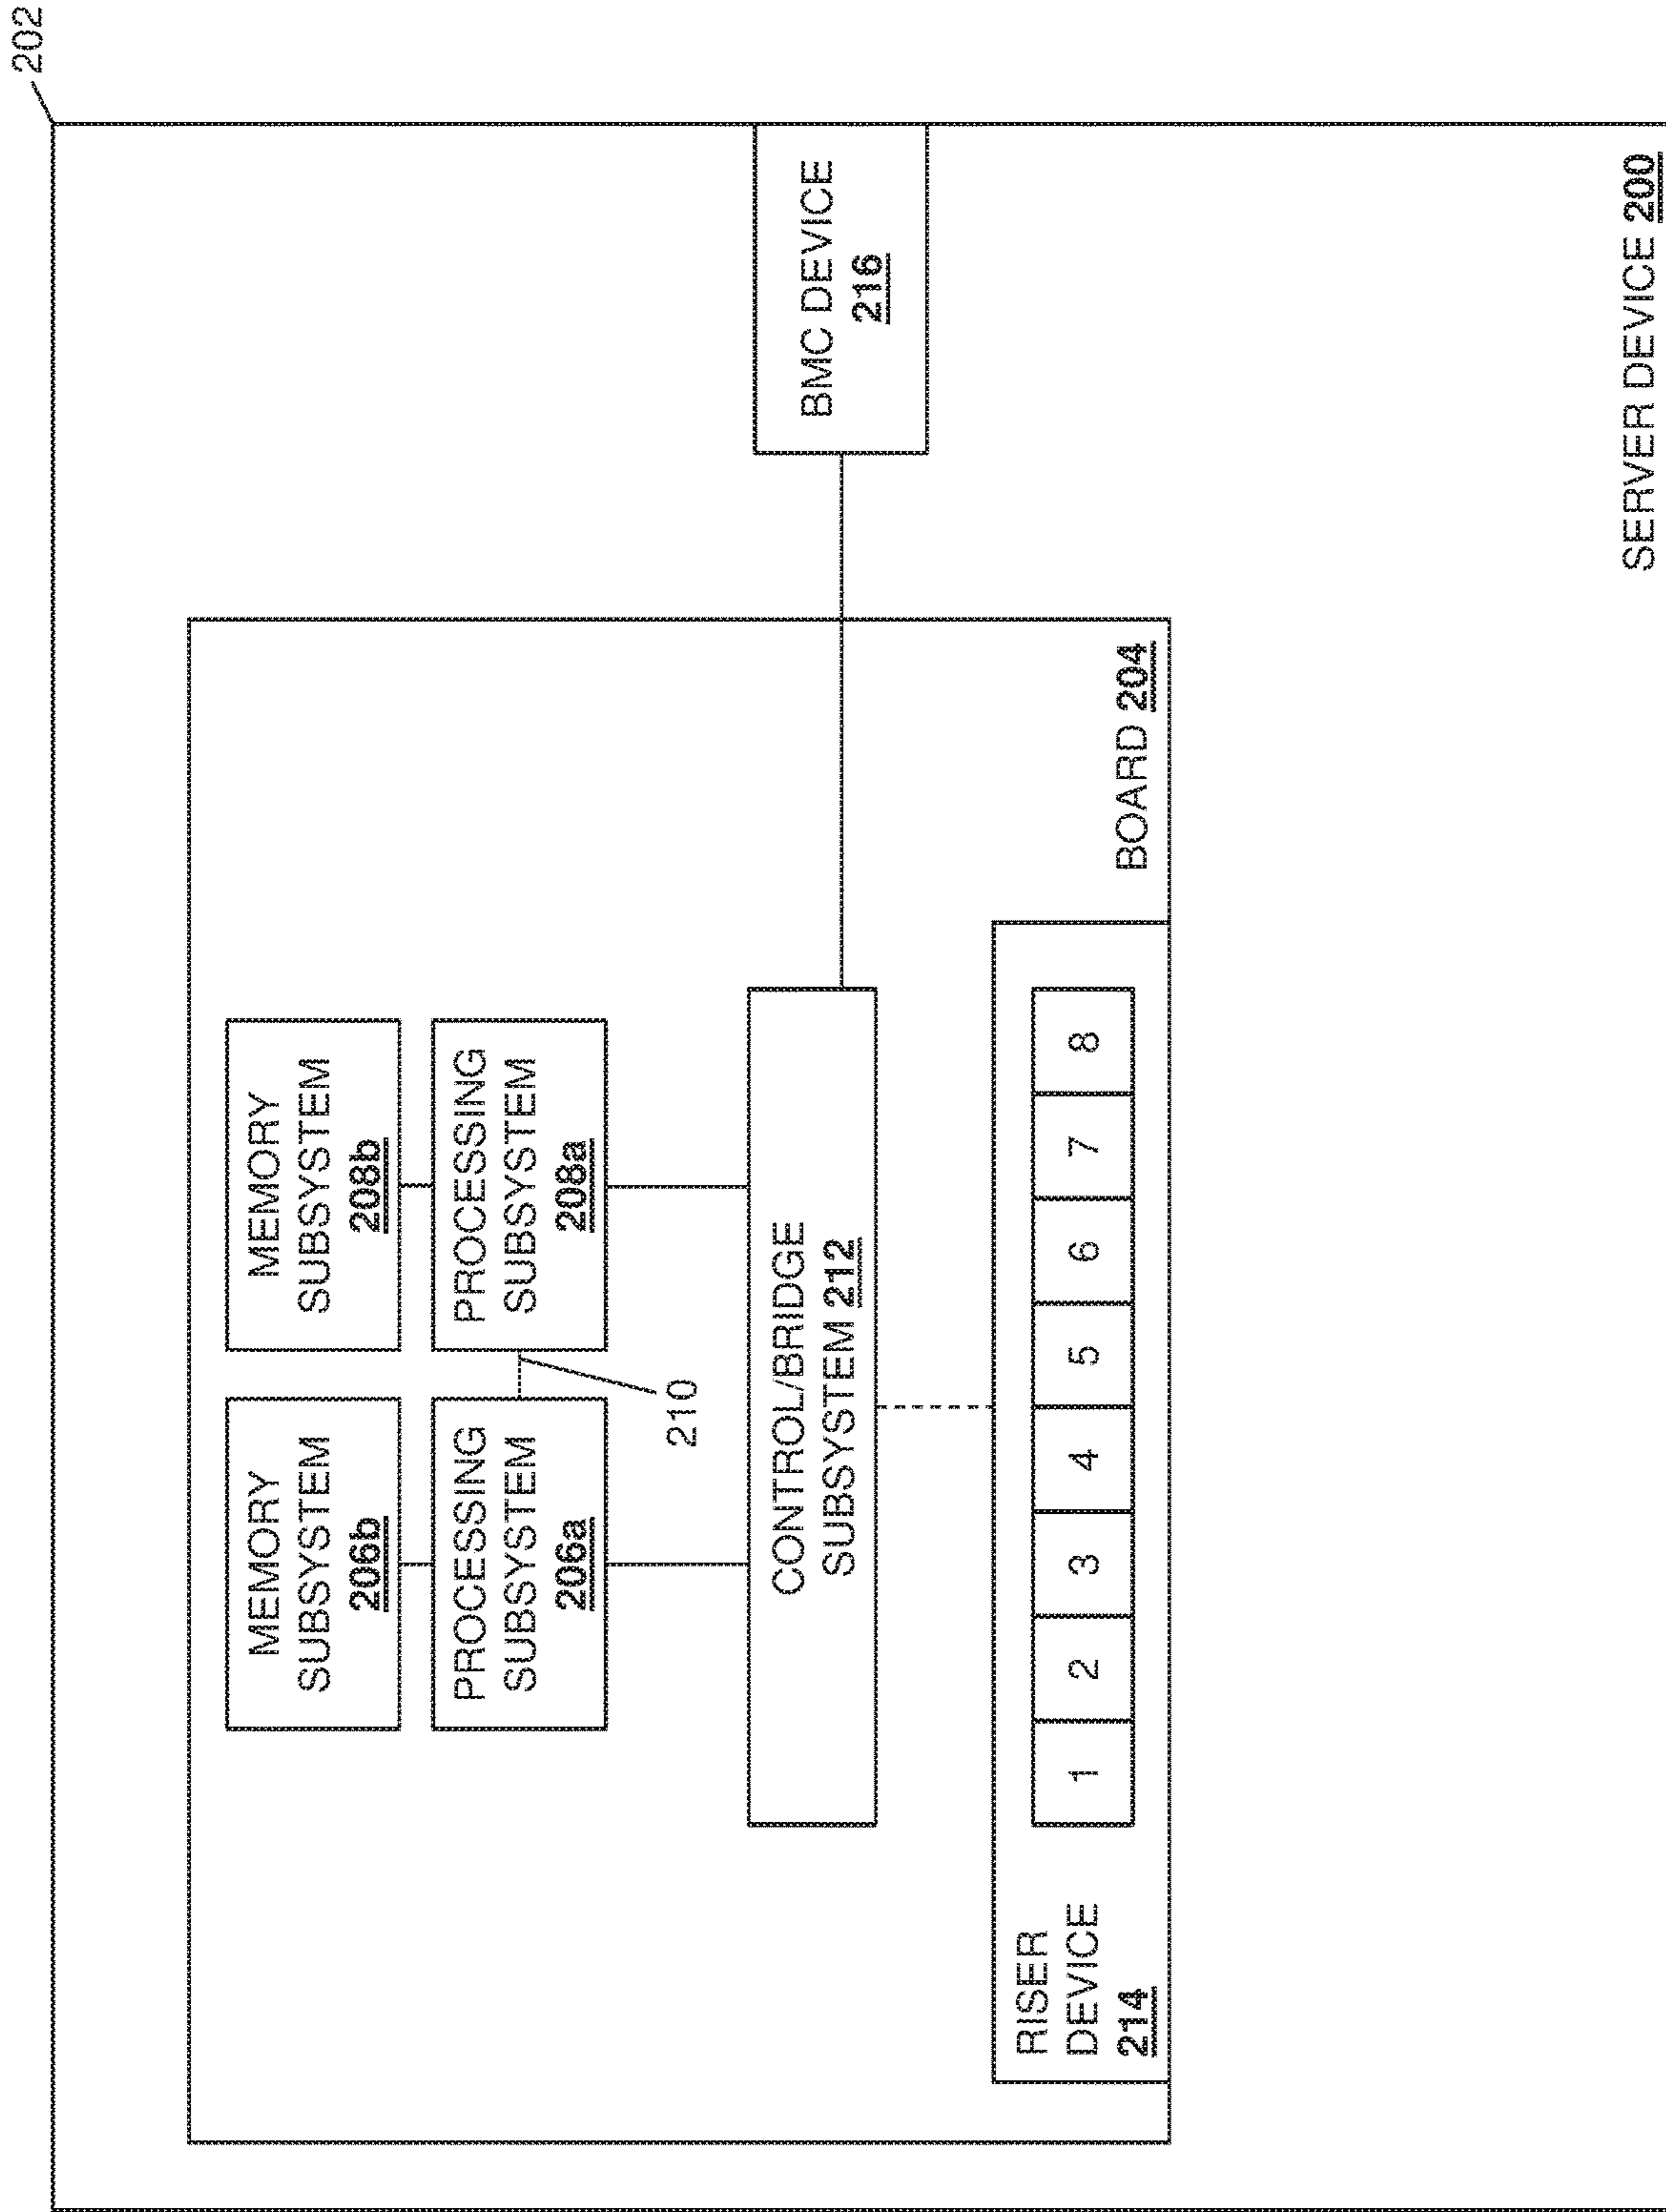 202
MEMORY
SUBSYSTEM
206b
MEMORY
SUBSYSTEM
208b
PROCESSING
SUBSYSTEM
206a
PROCESSING
SUBSYSTEM
208a
210
CONTROL/BRIDGE
SUBSYSTEM 212
BMC DEVICE
216
RISER
DEVICE
214
1 2 3 4 5 6 7 8
BOARD 204
SERVER DEVICE 200